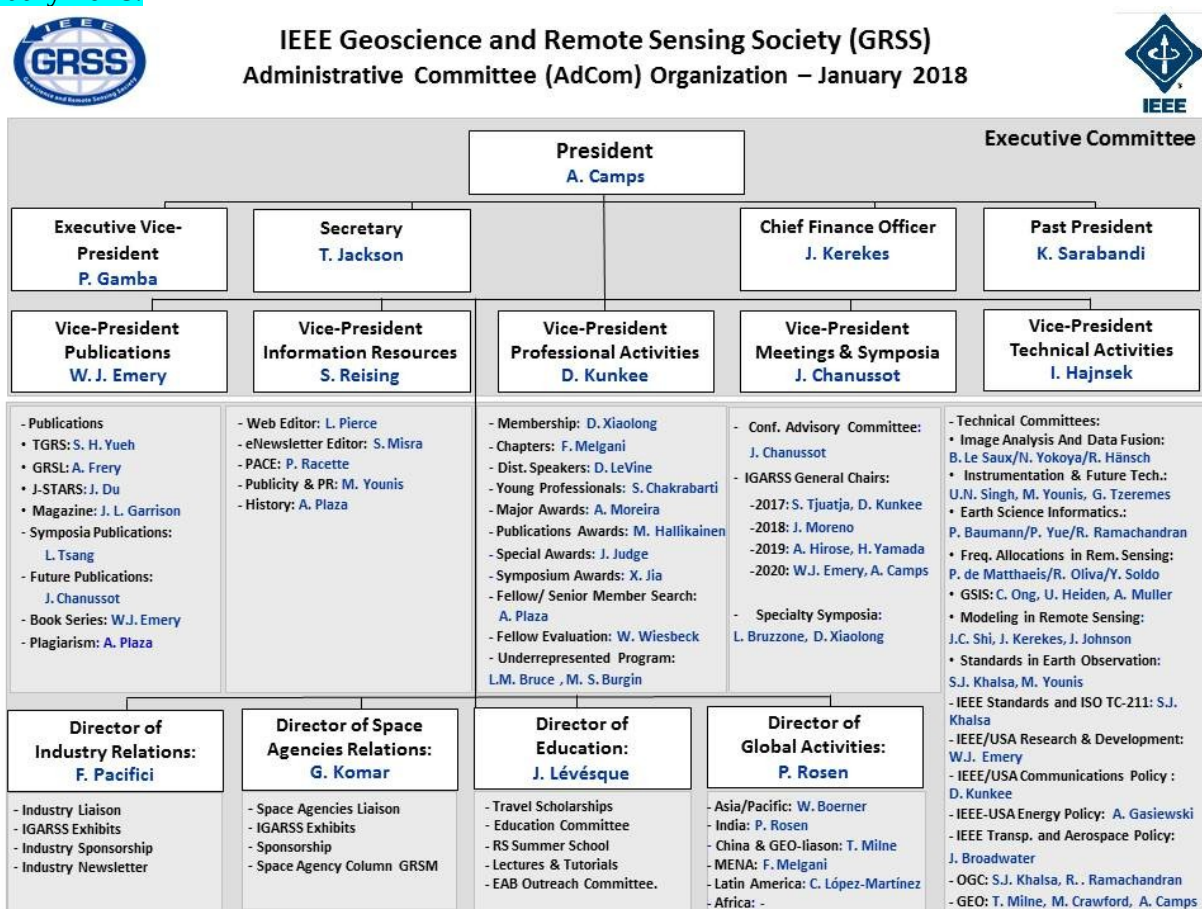 IEEE
GRSS
Geoscience and Remote Sensing Society
IEEE Geoscience and Remote Sensing Society (GRSS)
Administrative Committee (AdCom) Organization – January 2018
IEEE
Executive Committee
President
A. Camps
Executive Vice-
President
P. Gamba
Secretary
T. Jackson
Chief Finance Officer
J. Kerekes
Past President
K. Sarabandi
Vice-President
Publications
W. J. Emery
Vice-President
Information Resources
S. Reising
Vice-President
Professional Activities
D. Kunkee
Vice-President
Meetings & Symposia
J. Chanussot
Vice-President
Technical Activities
I. Hajnsek
- Publications
• TGRS: S. H. Yueh
• GRSL: A. Frery
• J-STARS: J. Du
• Magazine: J. L. Garrison
- Symposia Publications:
L. Tsang
- Future Publications:
J. Chanussot
- Book Series: W.J. Emery
- Plagiarism: A. Plaza
- Web Editor: L. Pierce
- eNewsletter Editor: S. Misra
- PACE: P. Racette
- Publicity & PR: M. Younis
- History: A. Plaza
- Membership: D. Xiaolong
- Chapters: F. Melgani
- Dist. Speakers: D. LeVine
- Young Professionals: S. Chakrabarti
- Major Awards: A. Moreira
- Publications Awards: M. Hallikainen
- Special Awards: J. Judge
- Symposium Awards: X. Jia
- Fellow/ Senior Member Search:
A. Plaza
- Fellow Evaluation: W. Wiesbeck
- Underrepresented Program:
L.M. Bruce , M. S. Burgin
- Conf. Advisory Committee:
J. Chanussot
- IGARSS General Chairs:
-2017: S. Tjuatja, D. Kunkee
-2018: J. Moreno
-2019: A. Hirose, H. Yamada
-2020: W.J. Emery, A. Camps
- Specialty Symposia:
L. Bruzzone, D. Xiaolong
- Technical Committees:
• Image Analysis And Data Fusion:
B. Le Saux/N. Yokoya/R. Hänsch
• Instrumentation & Future Tech.:
U.N. Singh, M. Younis, G. Tzeremes
• Earth Science Informatics.:
P. Baumann/P. Yue/R. Ramachandran
• Freq. Allocations in Rem. Sensing:
P. de Matthaeis/R. Oliva/Y. Soldo
• GSIS: C. Ong, U. Heiden, A. Muller
• Modeling in Remote Sensing:
J.C. Shi, J. Kerekes, J. Johnson
• Standards in Earth Observation:
S.J. Khalsa, M. Younis
- IEEE Standards and ISO TC-211: S.J.
Khalsa
- IEEE/USA Research & Development:
W.J. Emery
- IEEE/USA Communications Policy :
D. Kunkee
- IEEE-USA Energy Policy: A. Gasiewski
- IEEE Transp. and Aerospace Policy:
J. Broadwater
- OGC: S.J. Khalsa, R. . Ramachandran
- GEO: T. Milne, M. Crawford, A. Camps
Director of
Industry Relations:
F. Pacifici
Director of Space
Agencies Relations:
G. Komar
Director of
Education:
J. Lévésque
Director of
Global Activities:
P. Rosen
- Industry Liaison
- IGARSS Exhibits
- Industry Sponsorship
- Industry Newsletter
- Space Agencies Liaison
- IGARSS Exhibits
- Sponsorship
- Space Agency Column GRSM
- Travel Scholarships
- Education Committee
- RS Summer School
- Lectures & Tutorials
- EAB Outreach Committee.
- Asia/Pacific: W. Boerner
- India: P. Rosen
- China & GEO-liason: T. Milne
- MENA: F. Melgani
- Latin America: C. López-Martínez
- Africa: -